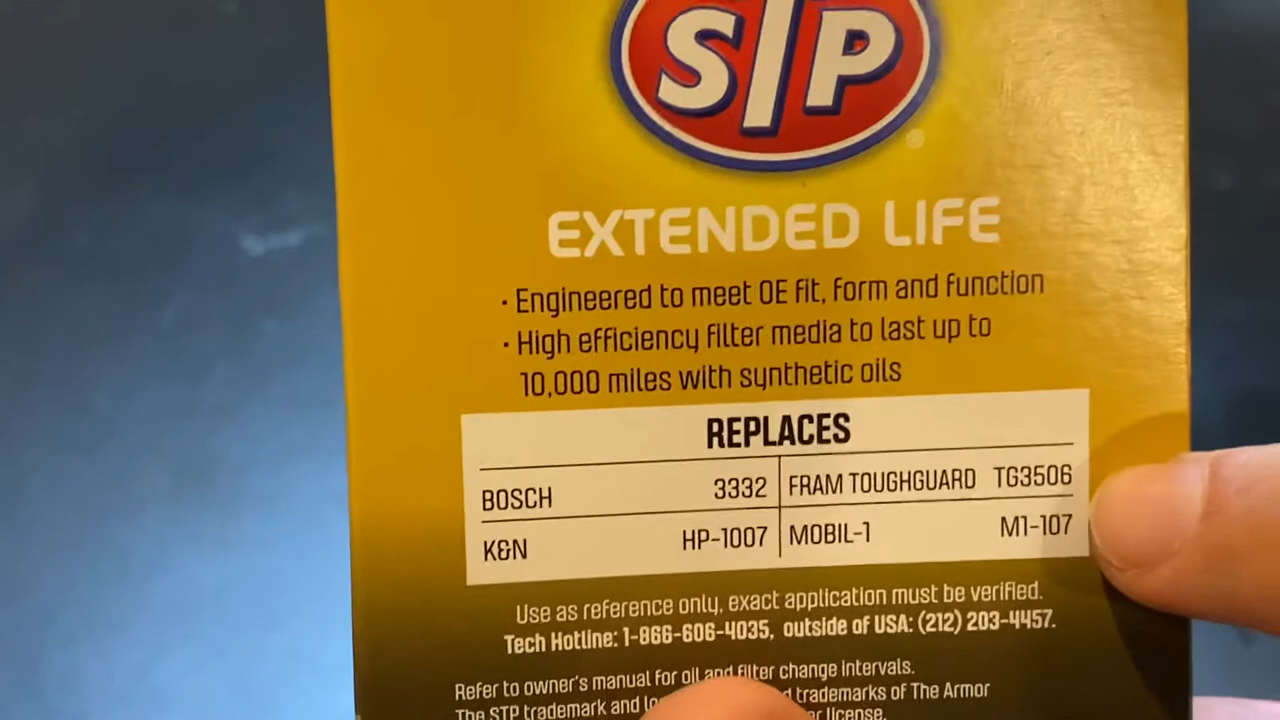 STP
®
EXTENDED LIFE
· Engineered to meet OE fit, form and function
· High efficiency filter media to last up to
10,000 miles with synthetic oils
REPLACES
BOSCH 3332 FRAM TOUGHGUARD TG3506
K&N HP-1007 MOBIL-1 M1-107
Use as reference only, exact application must be verified.
Tech Hotline: 1-866-606-4035, outside of USA: (212) 203-4457.
Refer to owner's manual for oil and filter change intervals.
The STP trademark and trademarks of The Armor
license.